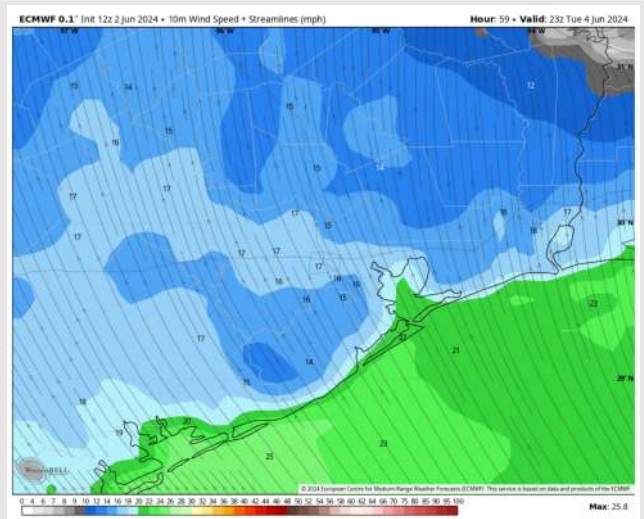 ECMWF 0.1° Init 12z 2 Jun 2024 • 10m Wind Speed + Streamlines (mph)
Hour: 59 • Valid: 23z Tue 4 Jun 2024
97°W 96°W 95°W 94°W
31°N
15 14 15 12
15
16
15 14
17 17
17 16 17
17 15 16
30°N
17 17
17
16 16 16
16 15
22
17
22 21
14
29°N
15
18
19 20
23
25
WeatherBELL
© 2024 European Centre for Medium-Range Weather Forecasts (ECMWF). This service is based on data and products of the ECMWF.
0 2 4 6 7 8 9 10 12 14 16 18 20 22 24 26 28 30 32 34 36 38 40 42 44 46 48 50 52 54 56 58 60 62 64 66 68 70 75 80 85 90 95 100
Max: 25.8